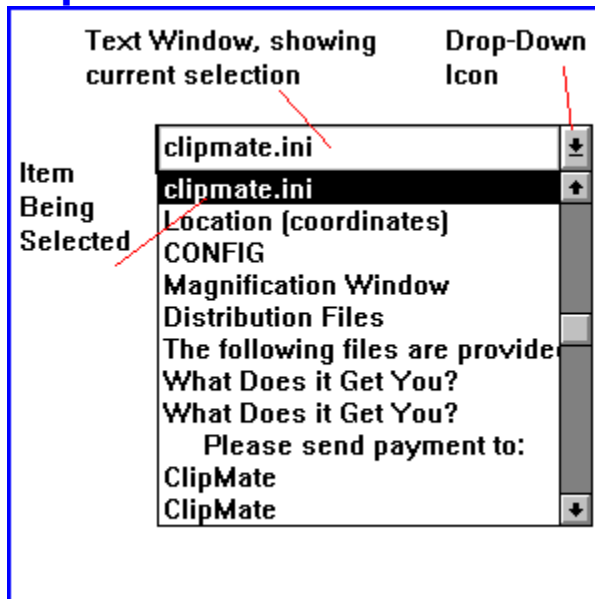 Text Window, showing
current selection
Drop-Down
Icon
clipmate.ini
Item
Being
Selected
clipmate.ini
Location (coordinates)
CONFIG
Magnification Window
Distribution Files
The following files are provided
What Does it Get You?
What Does it Get You?
Please send payment to:
ClipMate
ClipMate